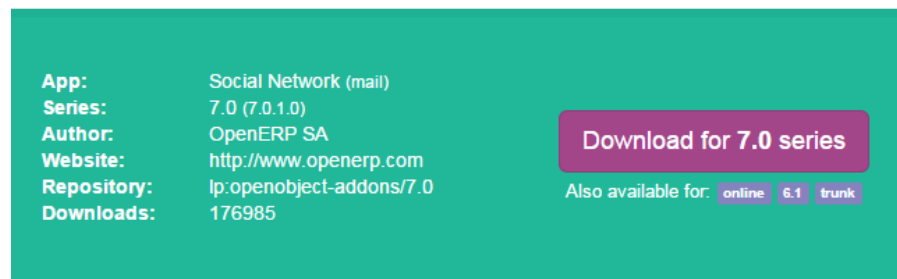 App: Social Network (mail)
Series: 7.0 (7.0.1.0)
Author: OpenERP SA
Website: http://www.openerp.com
Repository: lp:openobject-addons/7.0
Downloads: 176985
Download for 7.0 series
Also available for: online 6.1 trunk